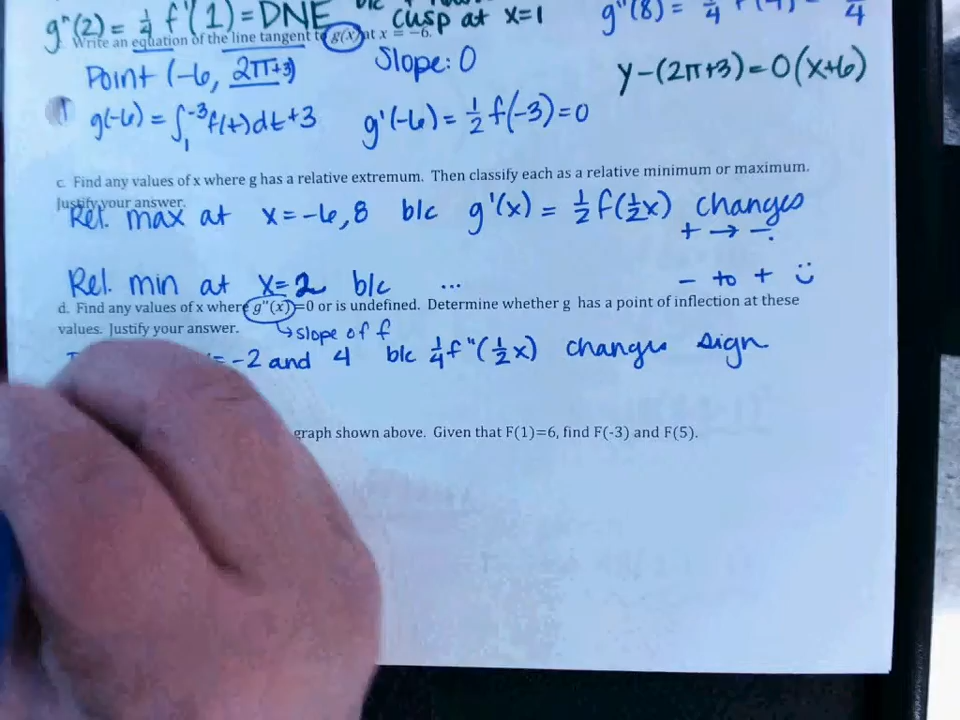 g"(2) = 1/4 f'(1) = DNE b/c
cusp at x=1
g"(8) = 1/4
Write an equation of the line tangent to g(x) at x = -6.
Point (-6, 2π+3)
Slope: 0
y-(2π+3)=0(x+6)
g(-6) = ∫₁⁻³ f(t)dt+3
g'(-6) = 1/2 f(-3) = 0
c. Find any values of x where g has a relative extremum. Then classify each as a relative minimum or maximum.
Justify your answer.
Rel. max at x = -6, 8 b/c g'(x) = 1/2 f(1/2x) changes
+ → -.
Rel. min at x=2 b/c ... - to +
d. Find any values of x where g"(x)=0 or is undefined. Determine whether g has a point of inflection at these
values. Justify your answer.
↳ slope of f
= -2 and 4 b/c 1/4 f"(1/2x) changes sign
graph shown above. Given that F(1)=6, find F(-3) and F(5).